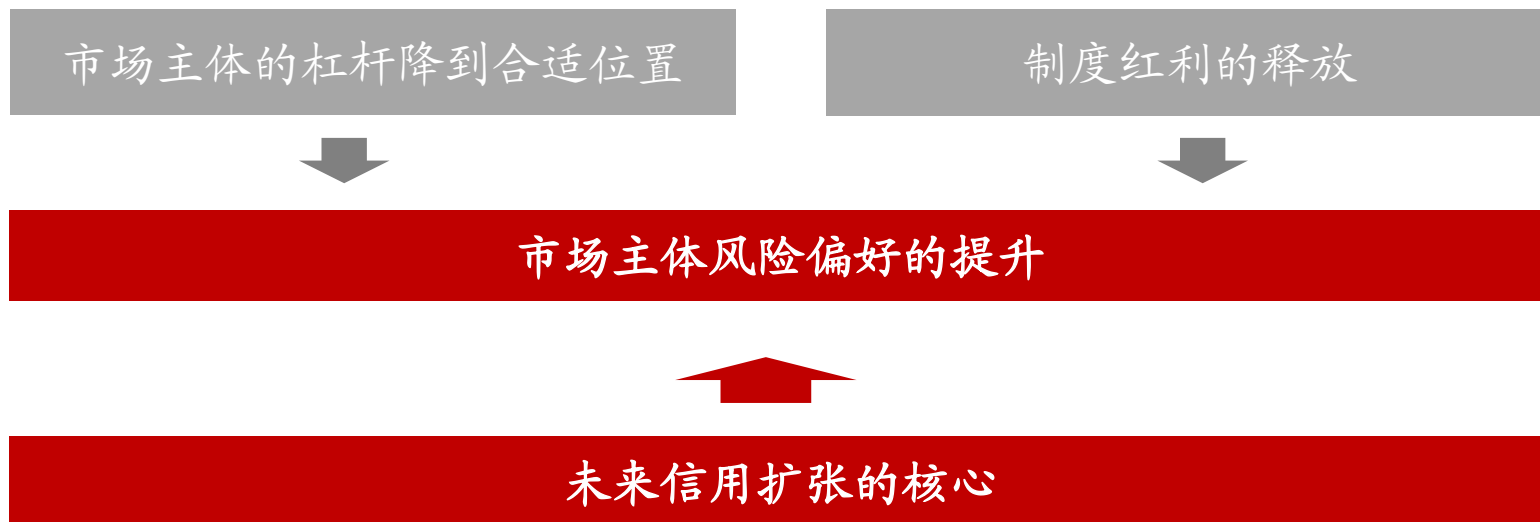 市场主体的杠杆降到合适位置
制度红利的释放
市场主体风险偏好的提升
未来信用扩张的核心